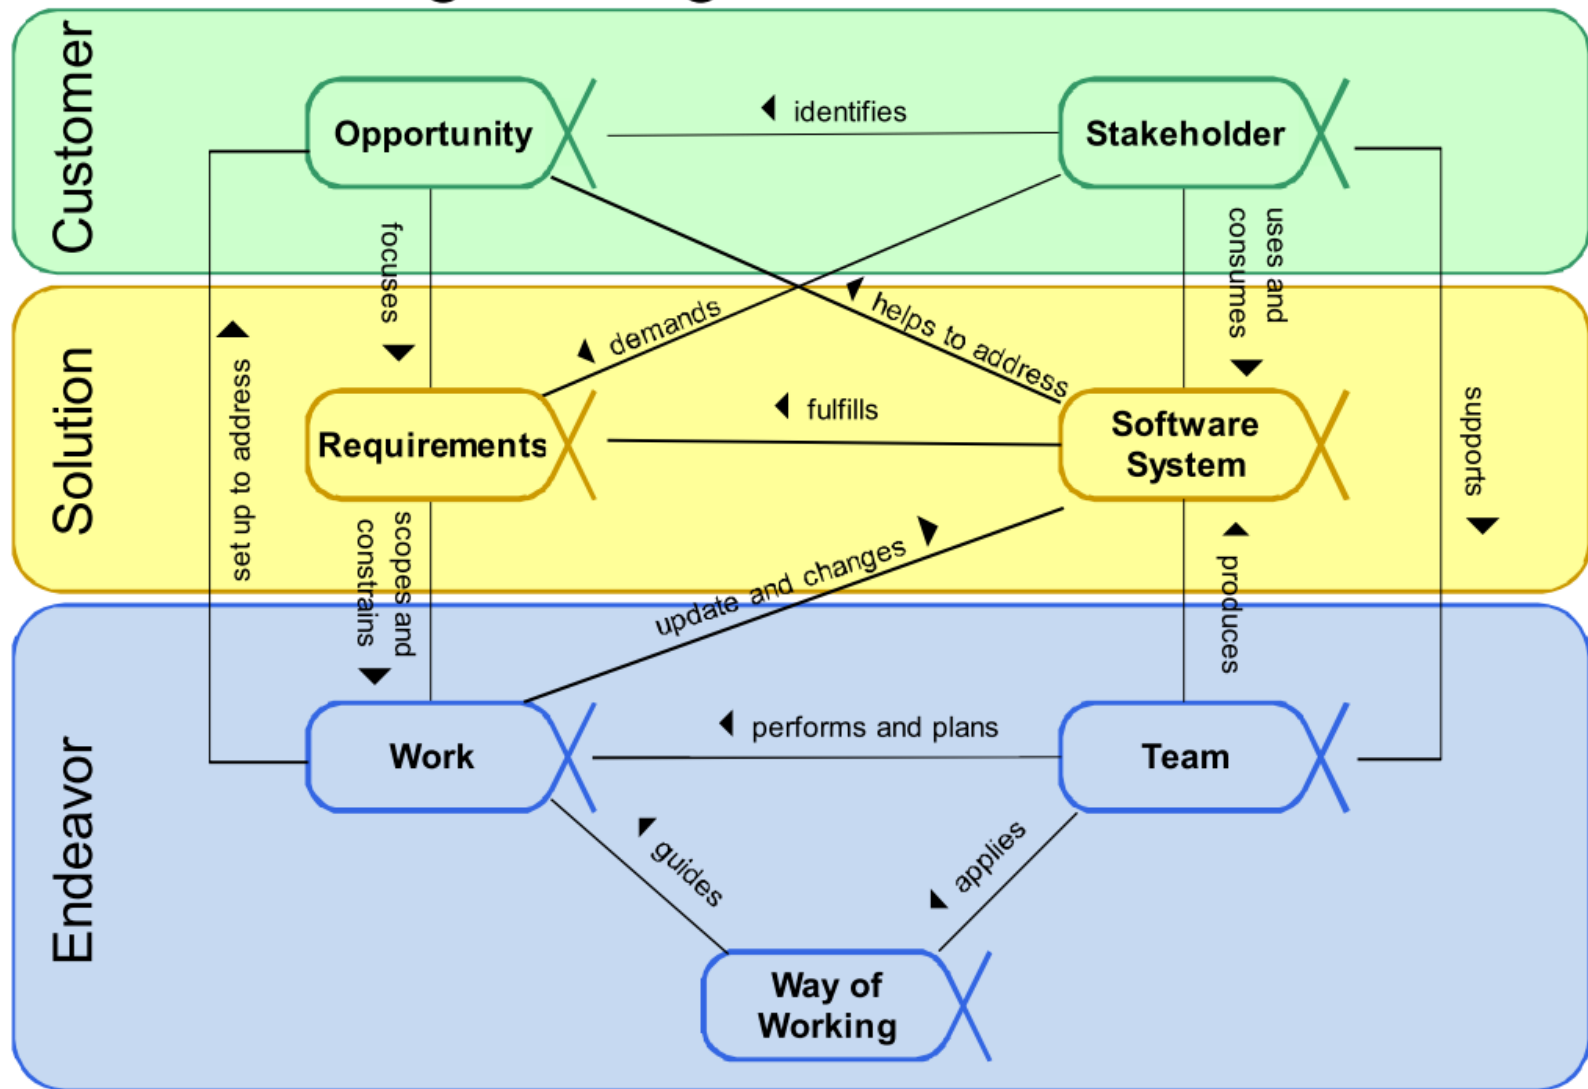 Customer
Opportunity
identifies
Stakeholder
focuses
uses and
consumes
demands
helps to address
Solution
set up to address
Requirements
fulfills
Software
System
supports
scopes and
constrains
update and changes
produces
Endeavor
Work
performs and plans
Team
guides
applies
Way of
Working